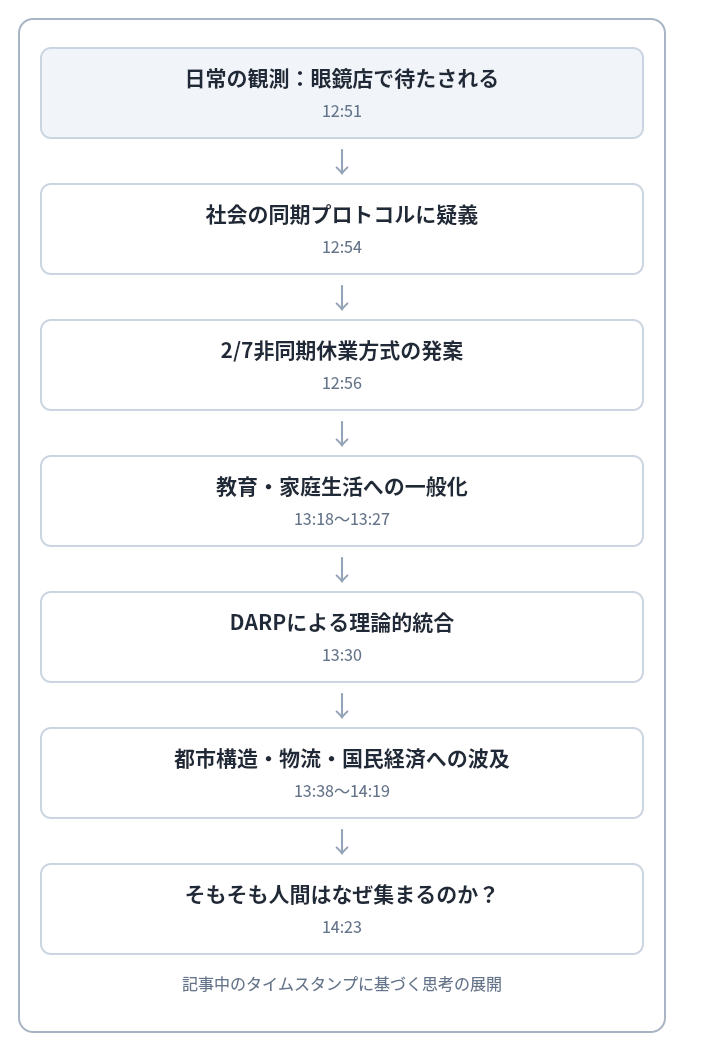 日常の観測：眼鏡店で待たされる
12:51
↓
社会の同期プロトコルに疑義
12:54
↓
2/7非同期休業方式の発案
12:56
↓
教育・家庭生活への一般化
13:18〜13:27
↓
DARPによる理論的統合
13:30
↓
都市構造・物流・国民経済への波及
13:38〜14:19
↓
そもそも人間はなぜ集まるのか？
14:23
記事中のタイムスタンプに基づく思考の展開